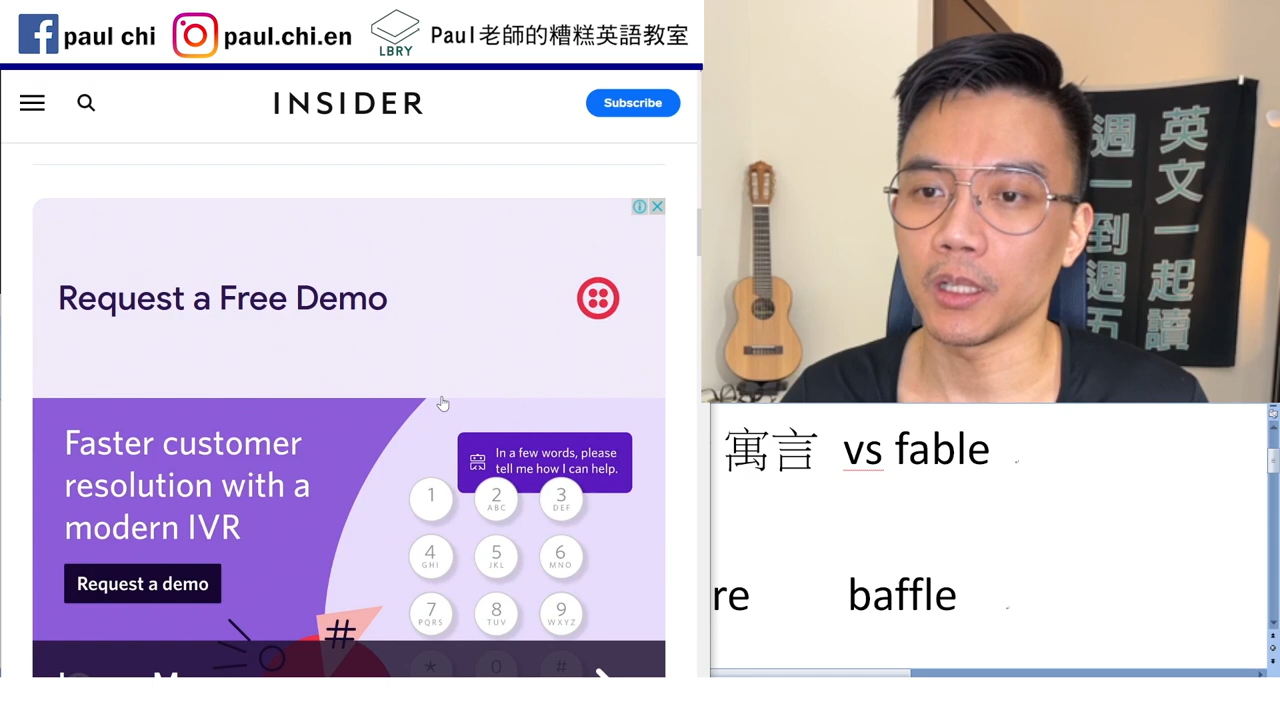 paul chi
paul.chi.en
LBRY
Paul老師的糟糕英語教室
INSIDER
Subscribe
Request a Free Demo
Faster customer
resolution with a
modern IVR
Request a demo
In a few words, please
tell me how I can help.
1
2
ABC
3
DEF
4
GHI
5
JKL
6
MNO
7
PQRS
8
TUV
9
WXYZ
*
0
#
#
英文一起讀
週一到週五
寓言 vs fable
re baffle